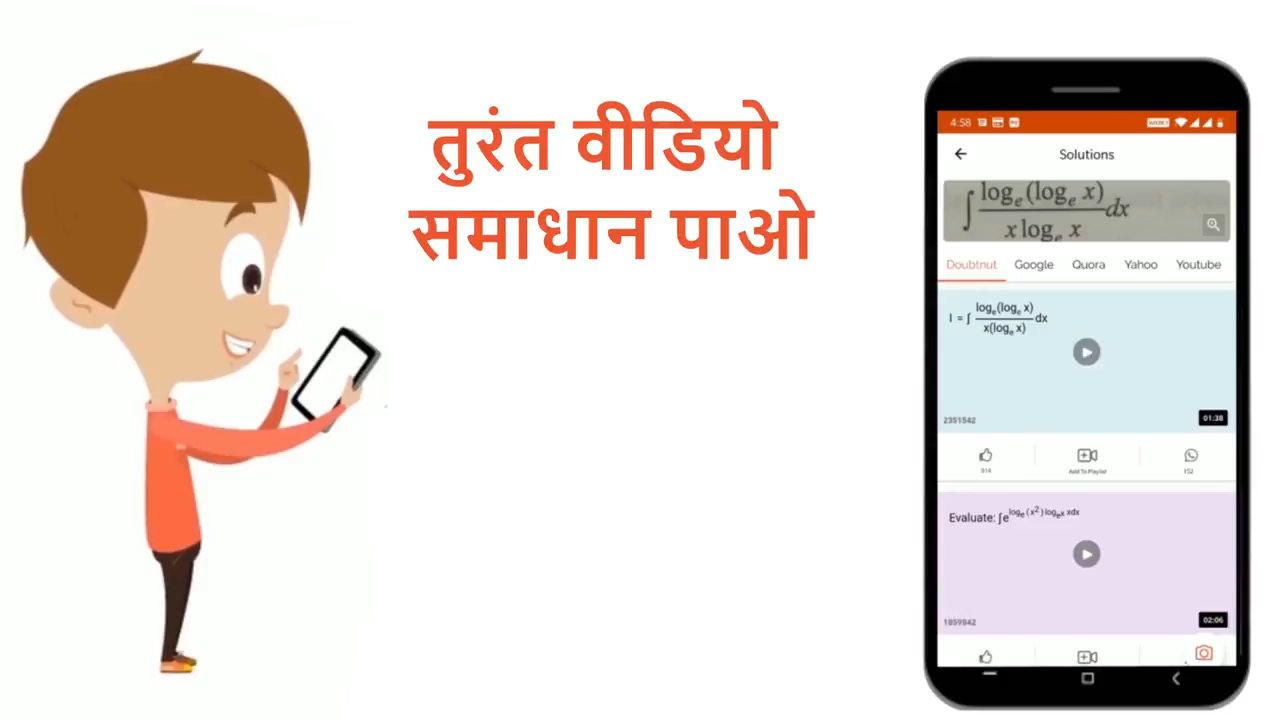 तुरंत वीडियो
समाधान पाओ
4:58
Solutions
∫ logₑ(logₑ x) / x logₑ x dx
Doubtnut Google Quora Yahoo Youtube
I = ∫ logₑ(logₑ x) / x(logₑ x) dx
2351542 01:38
914 Add To Playlist 152
Evaluate: ∫e^logₑ(x²) logₑx xdx
1859842 02:06